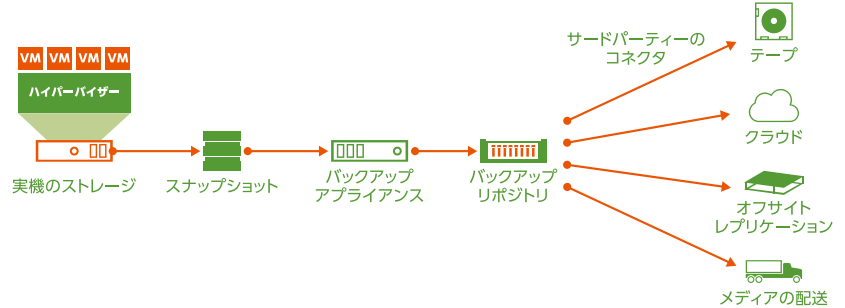 VM VM VM VM
ハイパーバイザー
実機のストレージ
スナップショット
バックアップ
アプライアンス
バックアップ
リポジトリ
サードパーティーの
コネクタ
テープ
クラウド
オフサイト
レプリケーション
メディアの配送